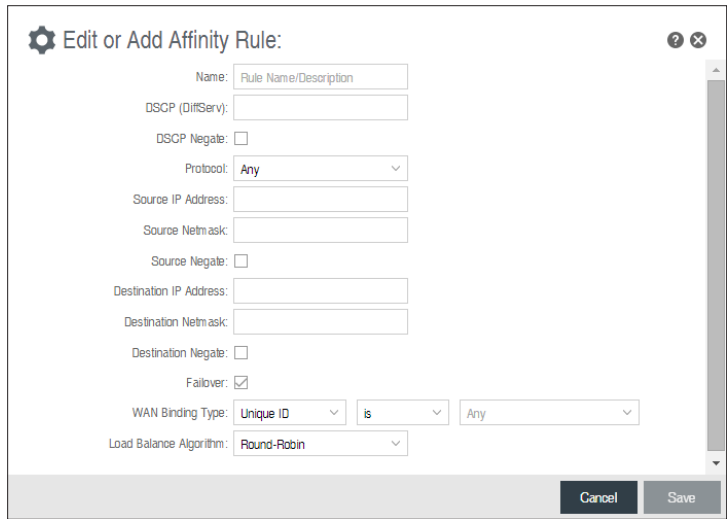 Edit or Add Affinity Rule:
Name: Rule Name/Description
DSCP (DiffServ):
DSCP Negate:
Protocol: Any
Source IP Address:
Source Netmask:
Source Negate:
Destination IP Address:
Destination Netmask:
Destination Negate:
Failover:
WAN Binding Type: Unique ID is Any
Load Balance Algorithm: Round-Robin
Cancel Save